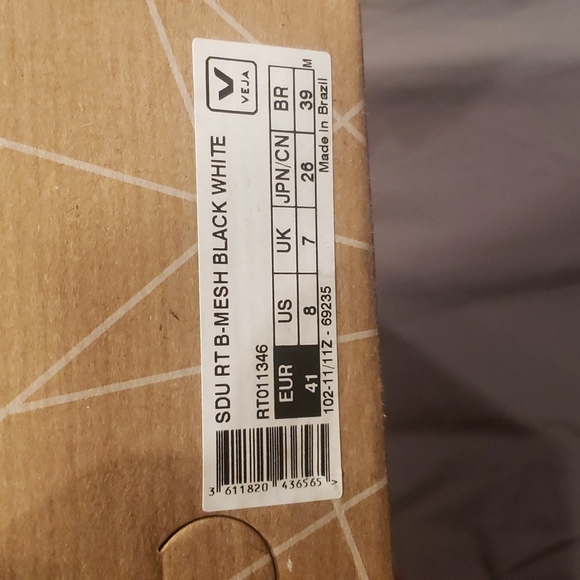 V
VEJA
SDU RT B-MESH BLACK WHITE
RT011346
EUR US UK JPN/CN BR
41 8 7 26 39 M
102-11/11Z - 69235 Made In Brazil
3 611820 436565 >